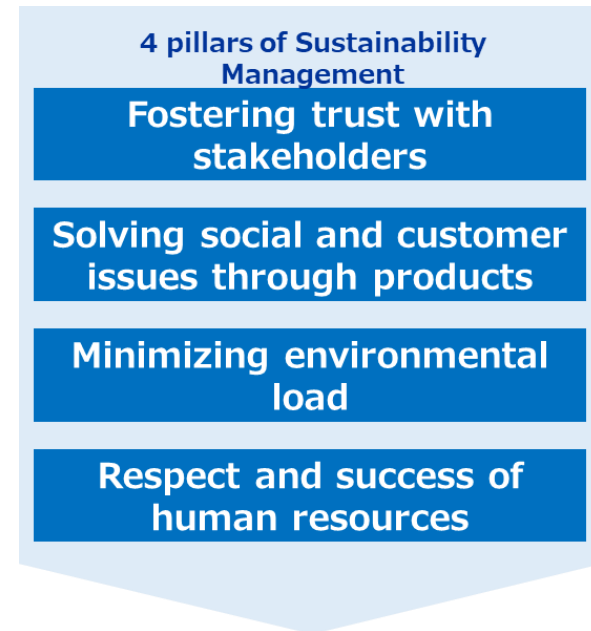 4 pillars of Sustainability
Management
Fostering trust with
stakeholders
Solving social and customer
issues through products
Minimizing environmental
load
Respect and success of
human resources